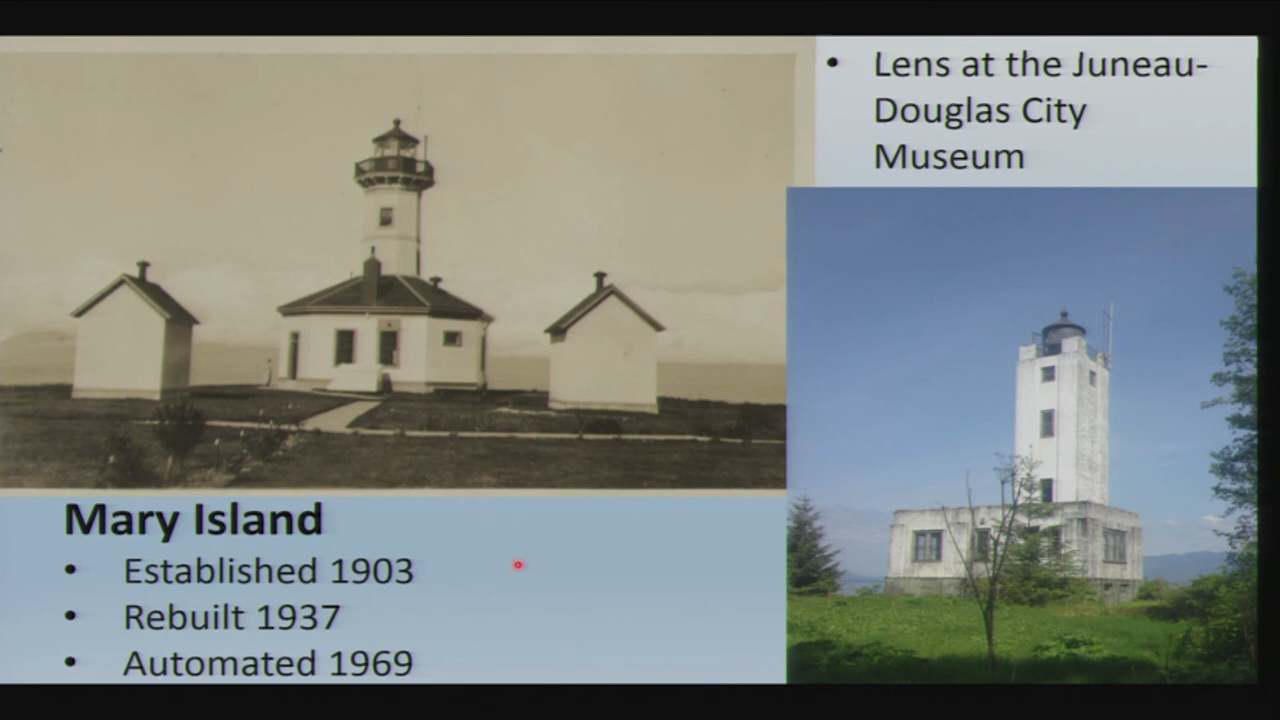 • Lens at the Juneau-
Douglas City
Museum
Mary Island
• Established 1903
• Rebuilt 1937
• Automated 1969